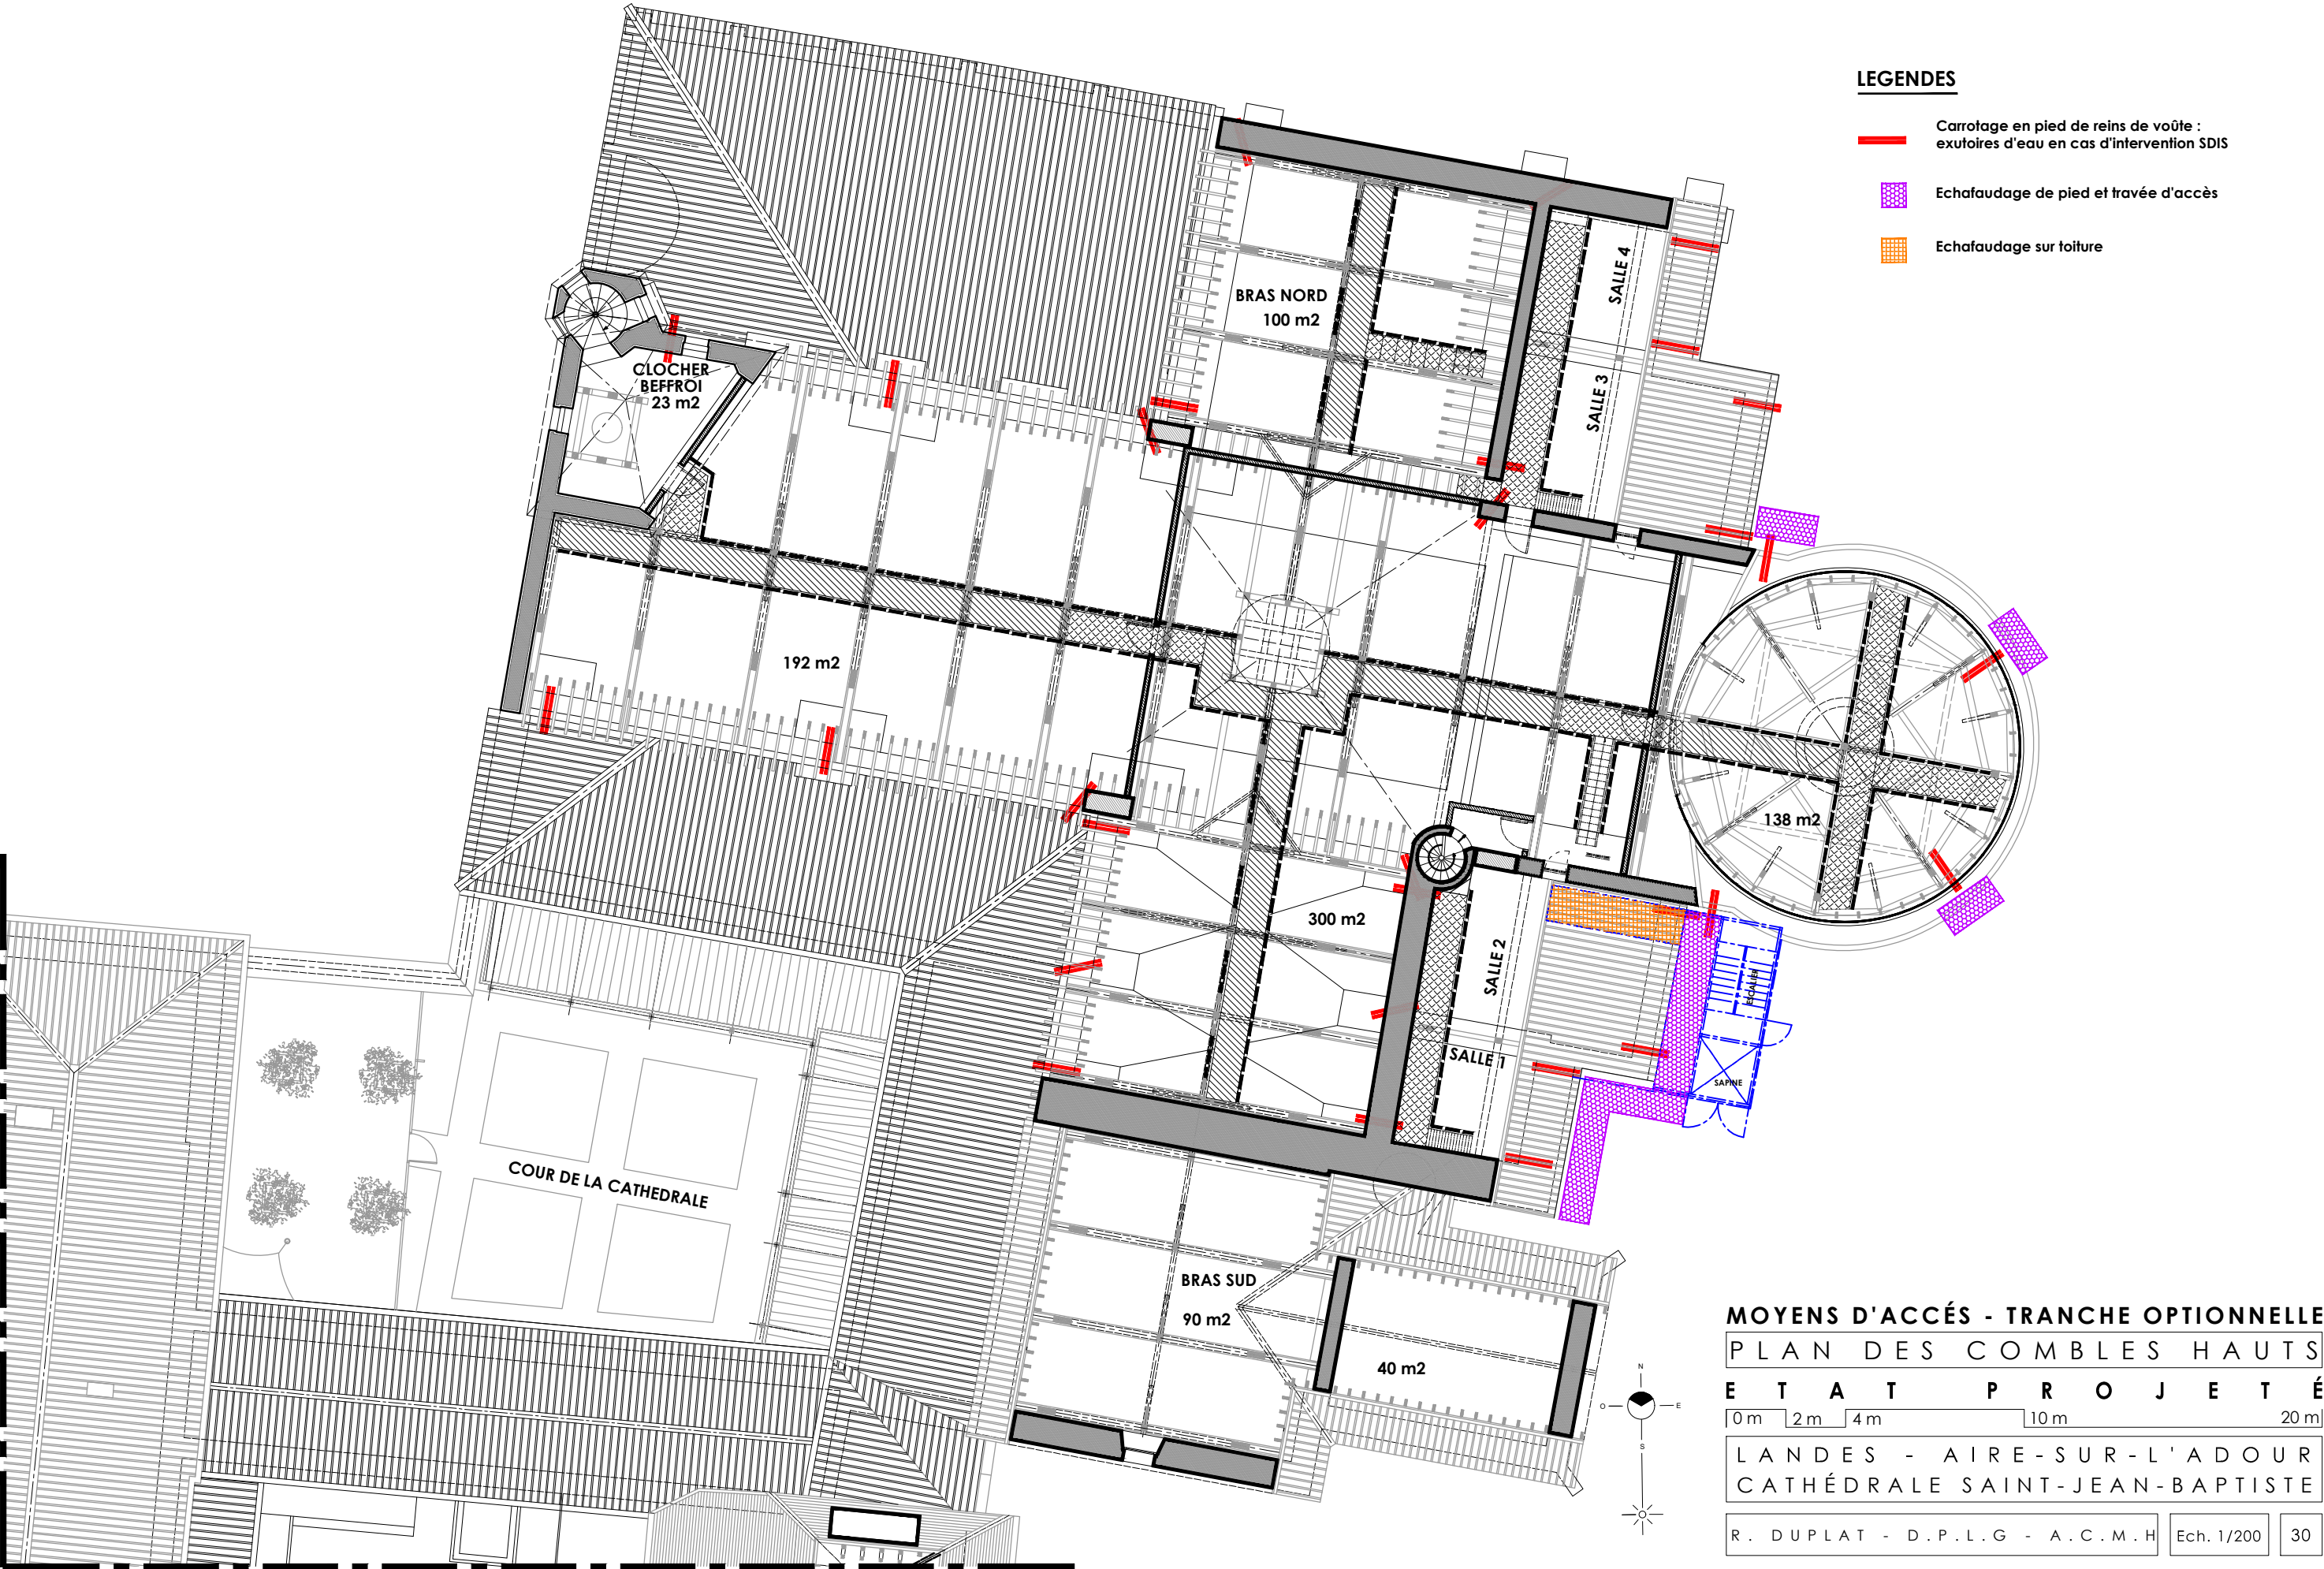 LEGENDES
Carrotage en pied de reins de voûte :
exutoires d'eau en cas d'intervention SDIS
Echafaudage de pied et travée d'accès
Echafaudage sur toiture
BRAS NORD
100 m2
SALLE 4
SALLE 3
CLOCHER
BEFFROI
23 m2
192 m2
138 m2
300 m2
SALLE 2
SALLE 1
ESCALIER
SAPINE
COUR DE LA CATHEDRALE
BRAS SUD
90 m2
40 m2
N
O
E
S
MOYENS D'ACCÉS - TRANCHE OPTIONNELLE
PLAN DES COMBLES HAUTS
ETAT PROJETÉ
0 m 2 m 4 m 10 m 20 m
LANDES - AIRE-SUR-L'ADOUR
CATHÉDRALE SAINT-JEAN-BAPTISTE
R. DUPLAT - D.P.L.G - A.C.M.H Ech. 1/200 30